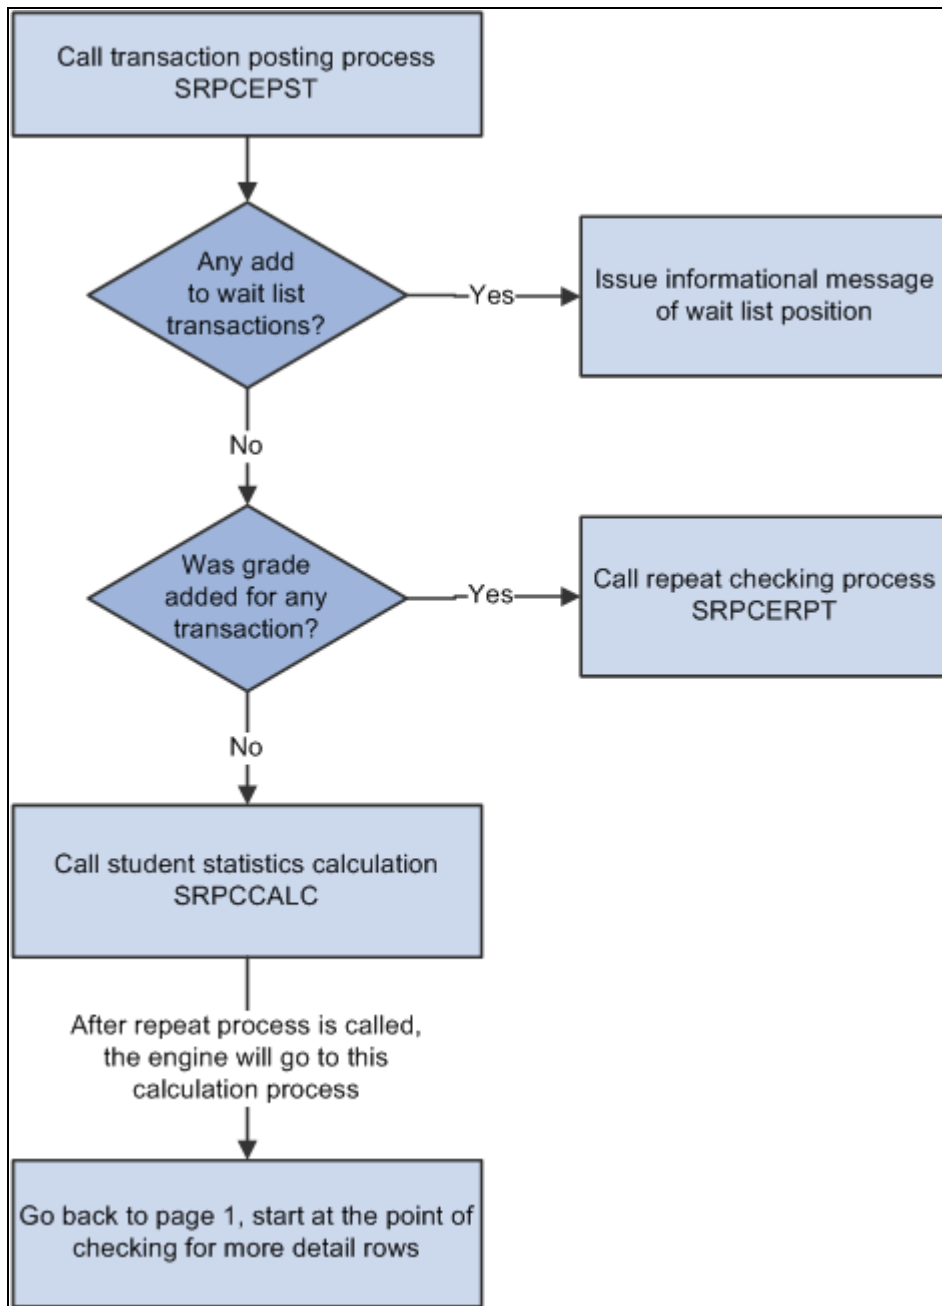 Call transaction posting process
SRPCEPST
Any add
to wait list
transactions?
Yes
Issue informational message
of wait list position
No
Was grade
added for any
transaction?
Yes
Call repeat checking process
SRPCERPT
No
Call student statistics calculation
SRPCCALC
After repeat process is called,
the engine will go to this
calculation process
Go back to page 1, start at the point of
checking for more detail rows